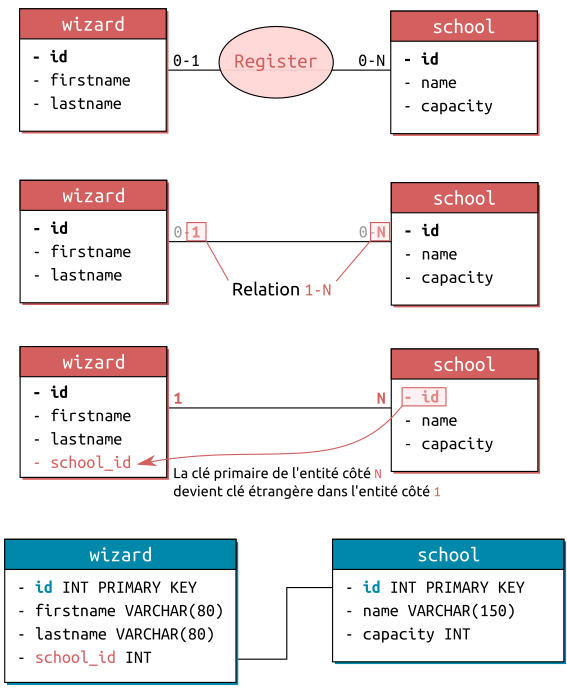 wizard
- id
- firstname
- lastname
0-1
Register
0-N
school
- id
- name
- capacity
wizard
- id
- firstname
- lastname
0-1
0-N
Relation 1-N
school
- id
- name
- capacity
wizard
- id
- firstname
- lastname
- school_id
1
N
school
- id
- name
- capacity
La clé primaire de l'entité côté N
devient clé étrangère dans l'entité côté 1
wizard
- id INT PRIMARY KEY
- firstname VARCHAR(80)
- lastname VARCHAR(80)
- school_id INT
school
- id INT PRIMARY KEY
- name VARCHAR(150)
- capacity INT